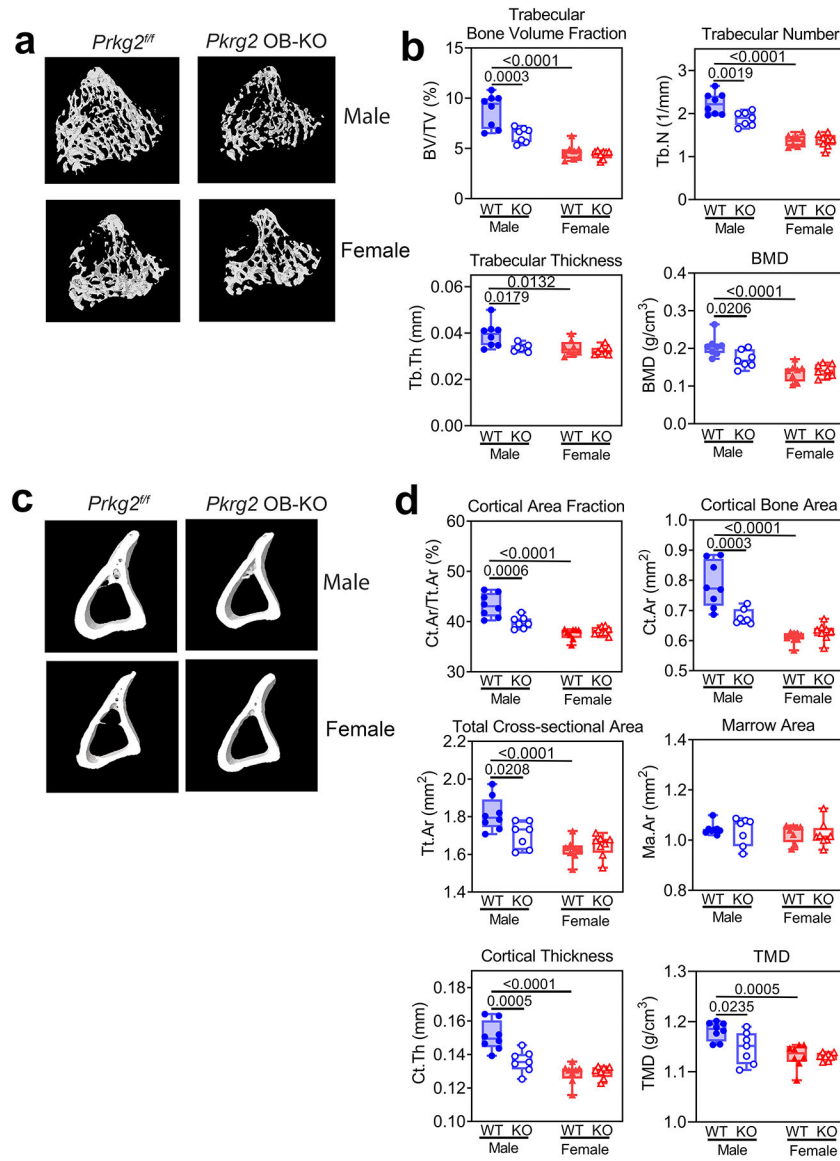 a
Prkg2f/f
Pkrg2 OB-KO
Male
Female
b
Trabecular
Bone Volume Fraction
<0.0001
0.0003
15
10
5
0
BV/TV (%)
WT KO WT KO
Male Female
Trabecular Number
<0.0001
0.0019
3
2
1
0
Tb.N (1/mm)
WT KO WT KO
Male Female
Trabecular Thickness
0.0132
0.0179
0.06
0.04
0.02
0.00
Tb.Th (mm)
WT KO WT KO
Male Female
BMD
<0.0001
0.0206
0.4
0.3
0.2
0.1
0.0
BMD (g/cm3)
WT KO WT KO
Male Female
c
Prkg2f/f
Pkrg2 OB-KO
Male
Female
d
Cortical Area Fraction
<0.0001
0.0006
60
50
40
30
Ct.Ar/Tt.Ar (%)
WT KO WT KO
Male Female
Cortical Bone Area
<0.0001
0.0003
1.0
0.9
0.8
0.7
0.6
0.5
Ct.Ar (mm2)
WT KO WT KO
Male Female
Total Cross-sectional Area
<0.0001
0.0208
2.2
2.0
1.8
1.6
1.4
Tt.Ar (mm2)
WT KO WT KO
Male Female
Marrow Area
1.4
1.2
1.0
0.8
Ma.Ar (mm2)
WT KO WT KO
Male Female
Cortical Thickness
<0.0001
0.0005
0.18
0.16
0.14
0.12
0.10
Ct.Th (mm)
WT KO WT KO
Male Female
TMD
0.0005
0.0235
1.3
1.2
1.1
1.0
TMD (g/cm3)
WT KO WT KO
Male Female